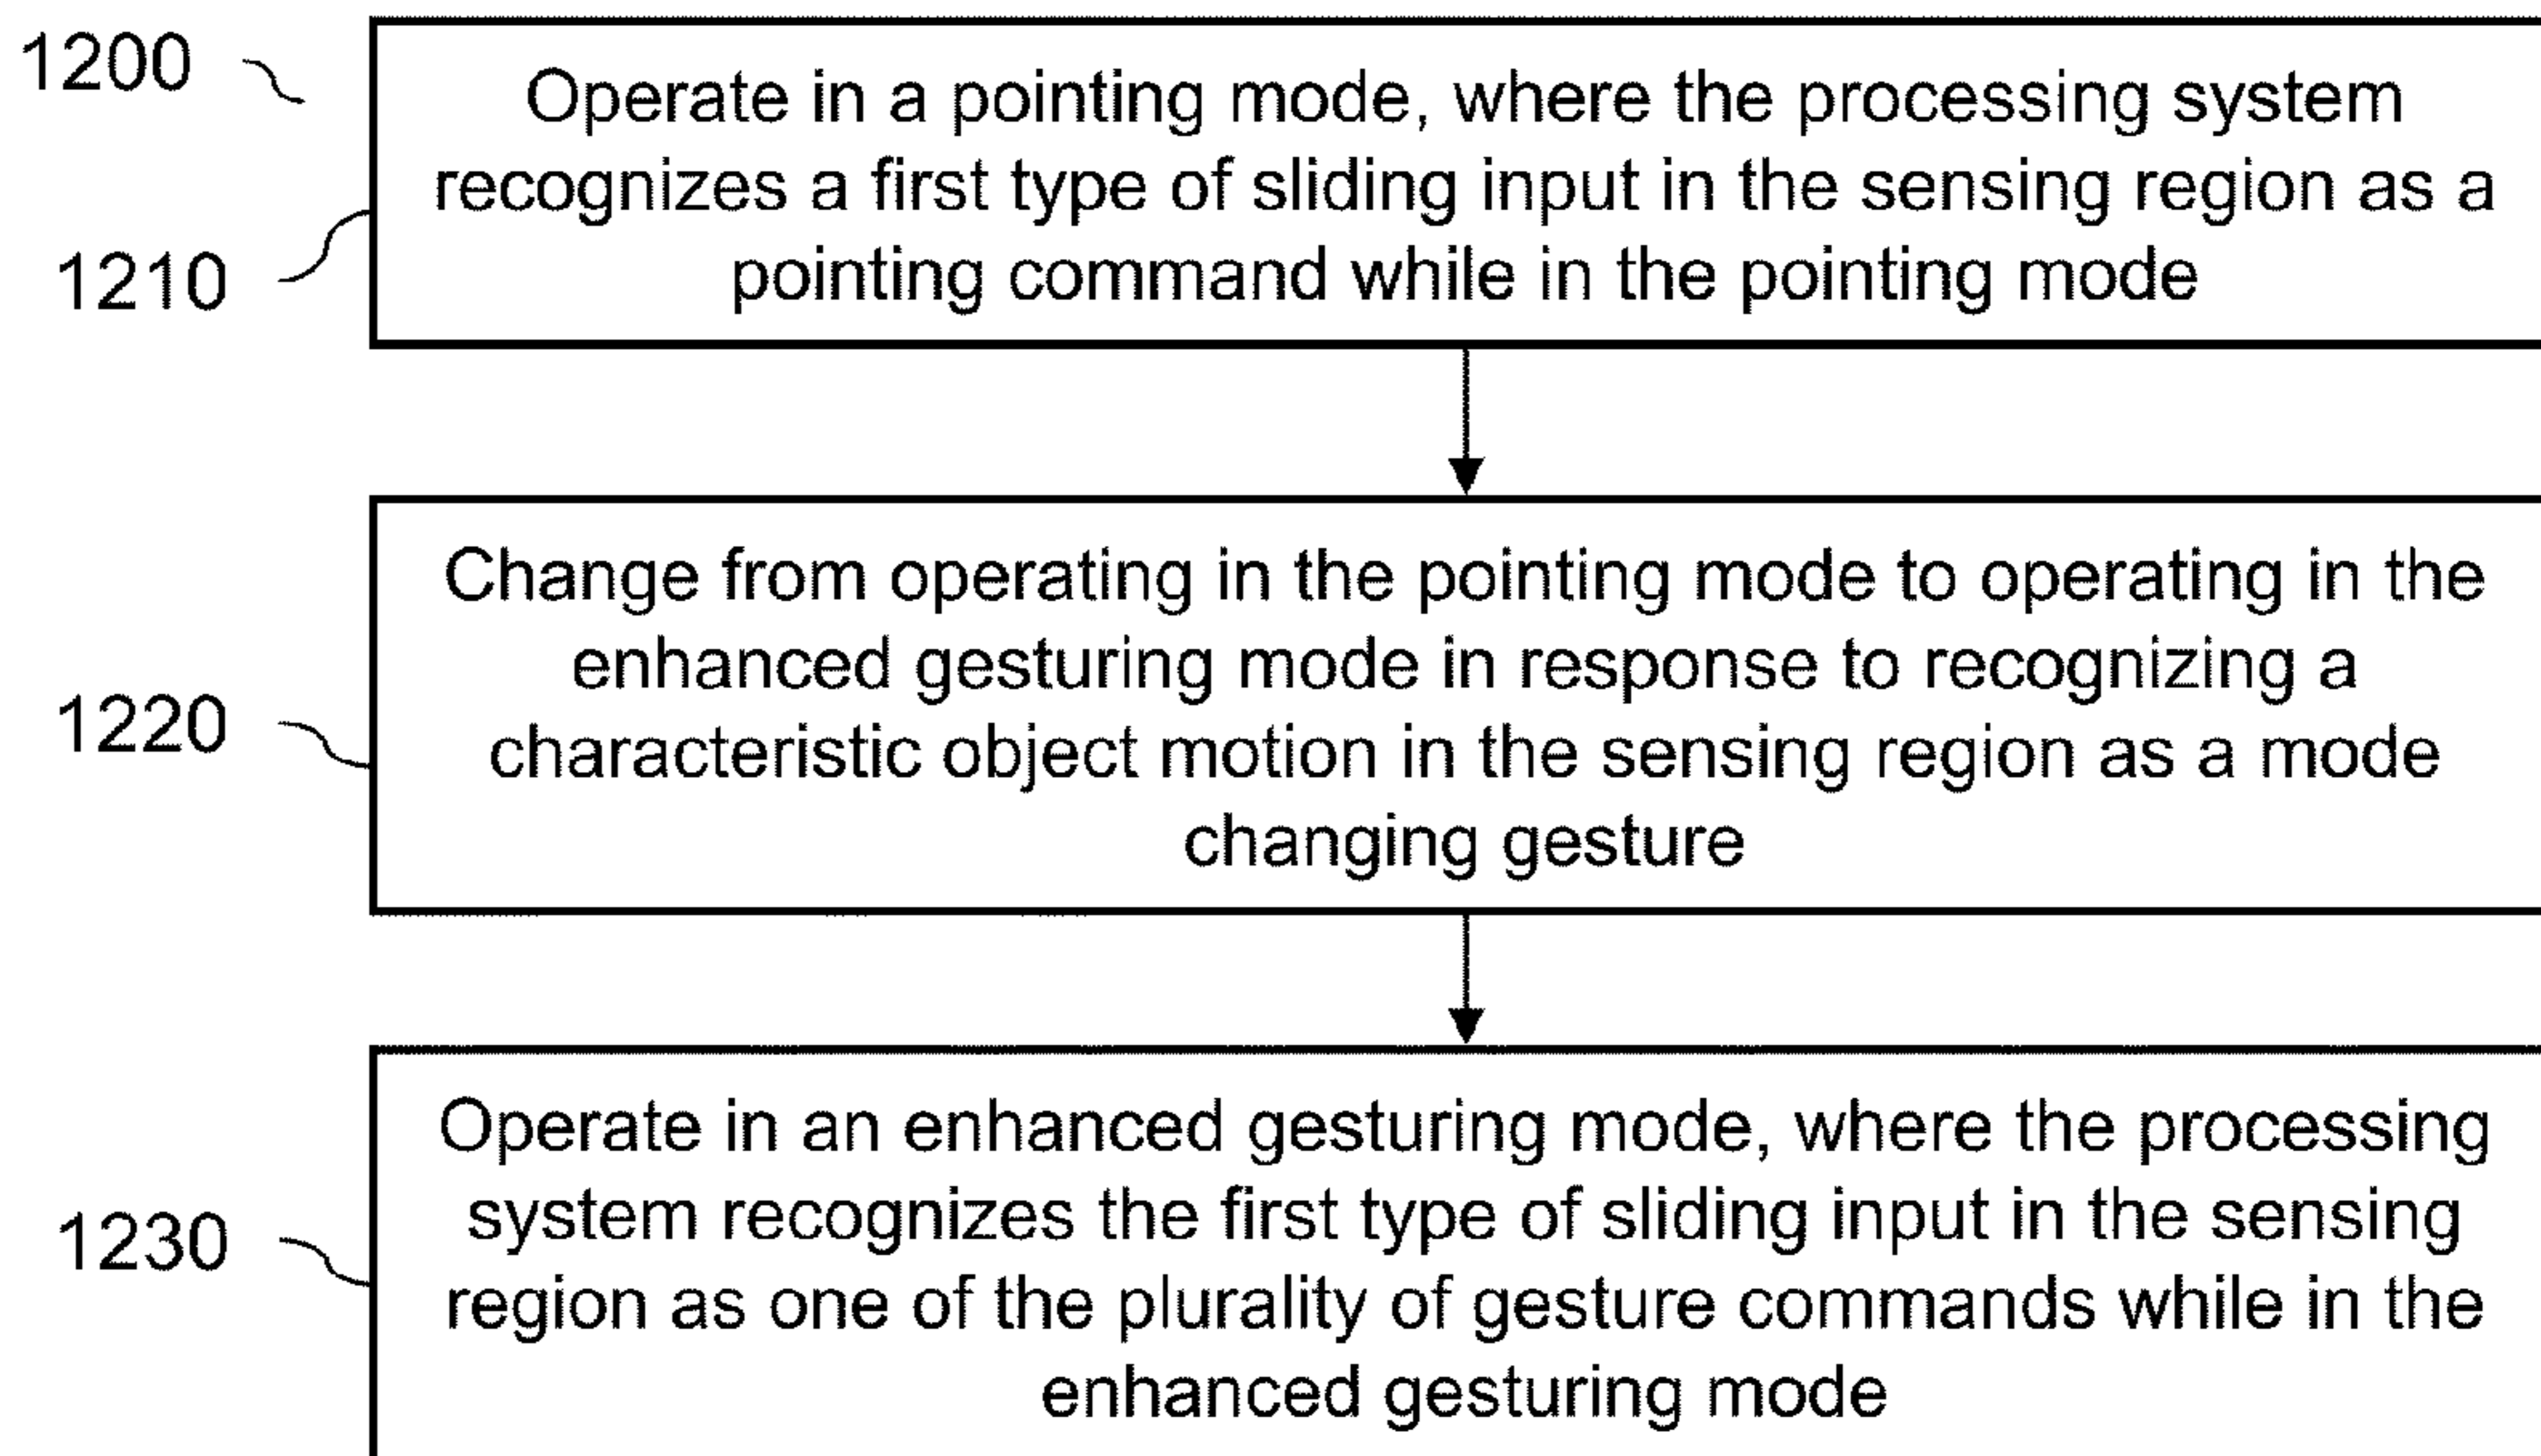 1200
Operate in a pointing mode, where the processing system
recognizes a first type of sliding input in the sensing region as a
pointing command while in the pointing mode
1210
Change from operating in the pointing mode to operating in the
enhanced gesturing mode in response to recognizing a
characteristic object motion in the sensing region as a mode
changing gesture
1220
Operate in an enhanced gesturing mode, where the processing
system recognizes the first type of sliding input in the sensing
region as one of the plurality of gesture commands while in the
enhanced gesturing mode
1230